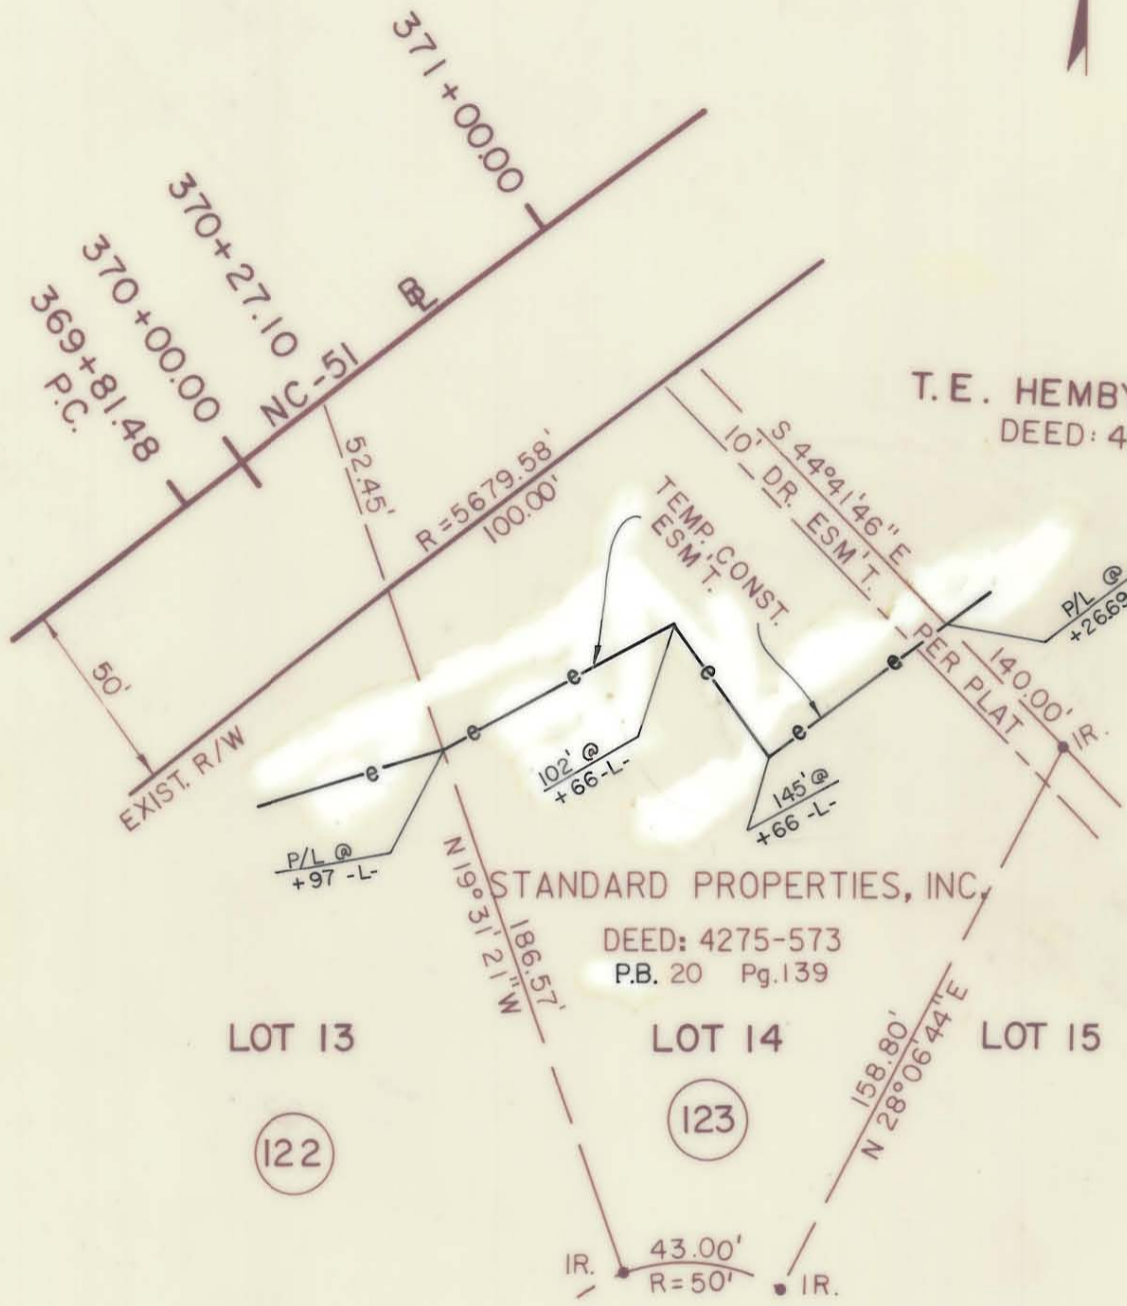 371+00.00
370+27.10
370+00.00
369+81.48
P.C.
NC-51
BL
T.E. HEMBY
DEED: 4
52.45'
R=5679.58'
100.00'
S 44°41'46" E
10' DR. ESM'T.
PER PLAT
TEMP. CONST.
ESM'T.
P/L @
+26.69
140.00'
IR.
50'
EXIST. R/W
e
e
e
e
e
e
102' @
+66 -L-
145' @
+66 -L-
P/L @
+97 -L-
N 19°31'21" W
186.57'
STANDARD PROPERTIES, INC.
DEED: 4275-573
P.B. 20 Pg.139
LOT 13
LOT 14
LOT 15
122
123
158.80'
N 28°06'44" E
IR.
43.00'
R=50'
IR.